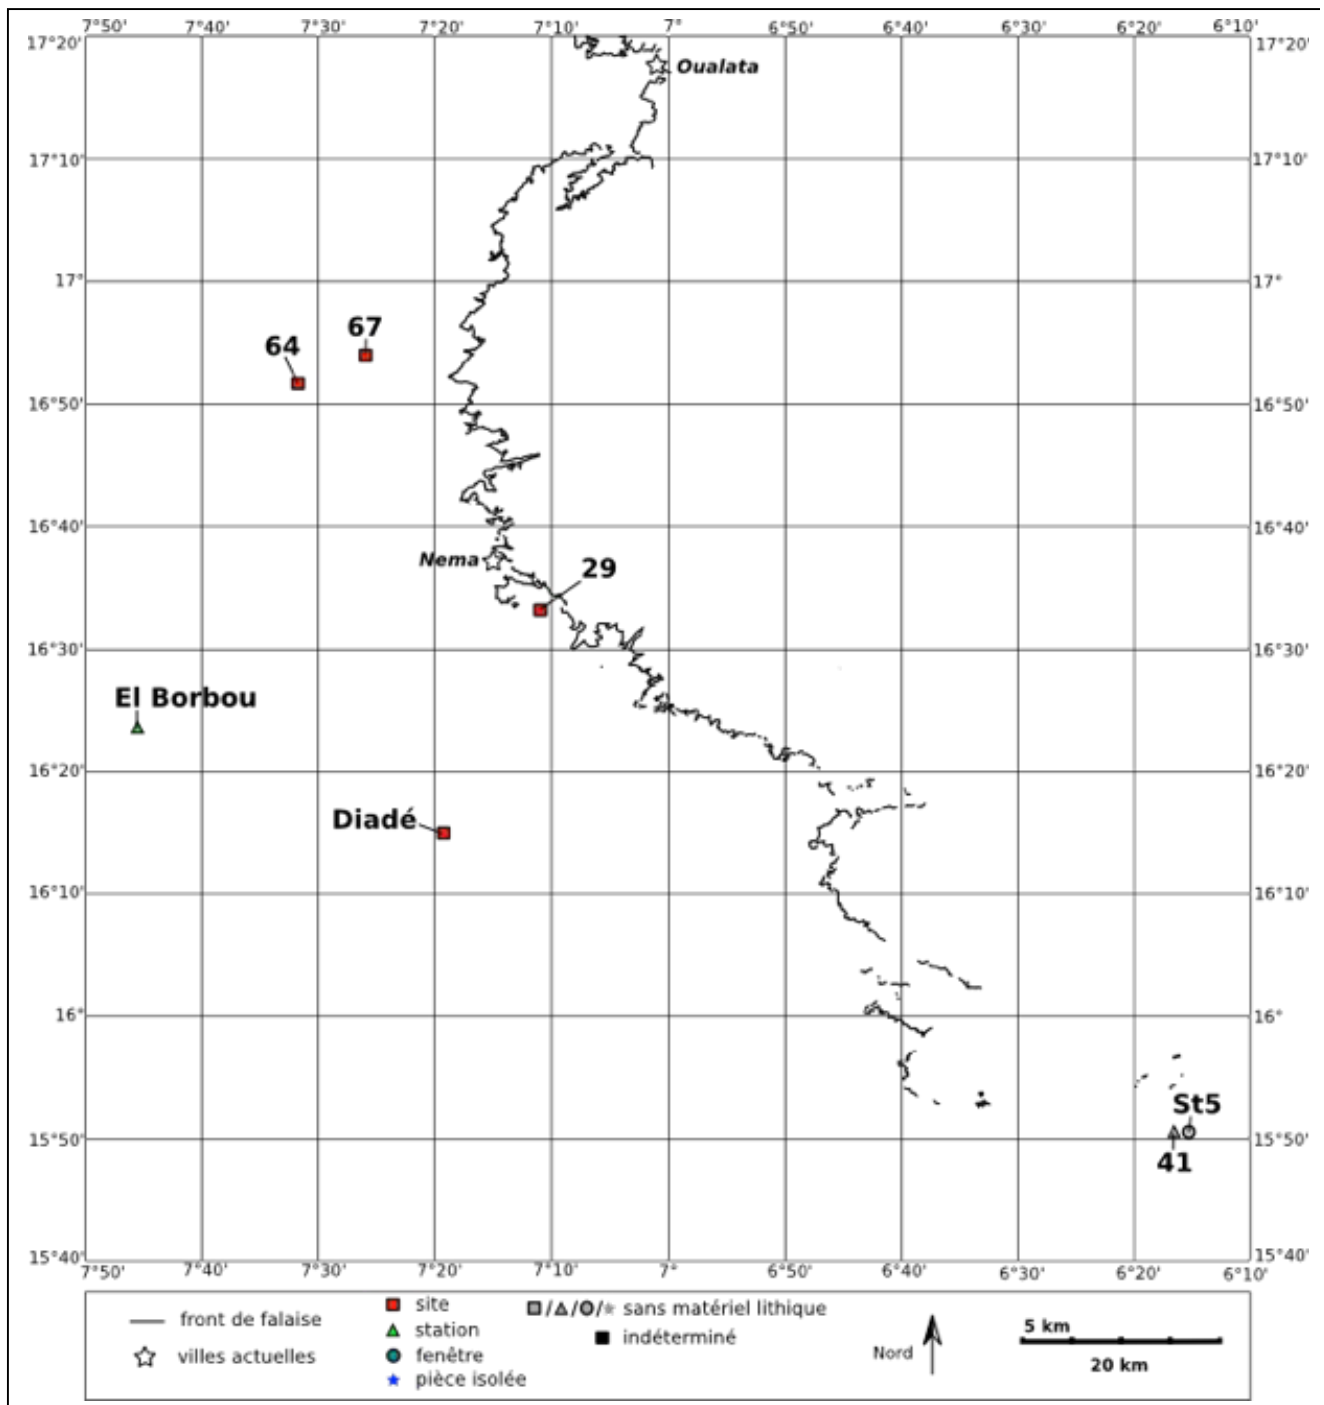 7°50' 7°40' 7°30' 7°20' 7°10' 7° 6°50' 6°40' 6°30' 6°20' 6°10'
17°20' 17°20'
Oualata
17°10' 17°10'
17° 17°
67
64
16°50' 16°50'
16°40' 16°40'
Nema
29
16°30' 16°30'
El Borbou
16°20' 16°20'
Diadé
16°10' 16°10'
16° 16°
St5
15°50' 15°50'
41
15°40' 15°40'
7°50' 7°40' 7°30' 7°20' 7°10' 7° 6°50' 6°40' 6°30' 6°20' 6°10'
front de falaise
villes actuelles
site
station
fenêtre
pièce isolée
/ / / sans matériel lithique
indéterminé
Nord
5 km
20 km